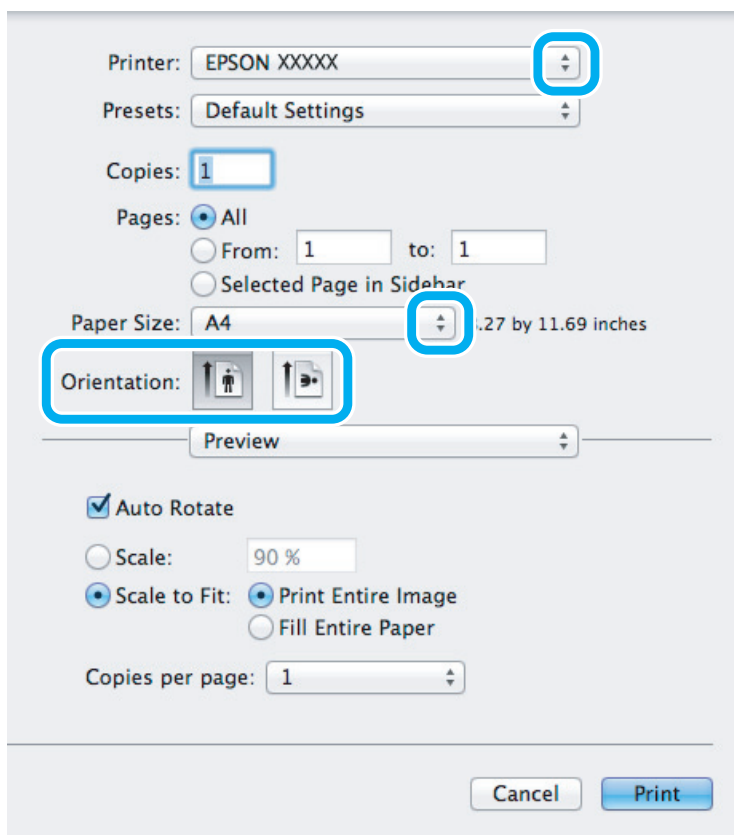 Printer: EPSON XXXXX
Presets: Default Settings
Copies: 1
Pages: All
From: 1 to: 1
Selected Page in Sidebar
Paper Size: A4 .27 by 11.69 inches
Orientation:
Preview
Auto Rotate
Scale: 90 %
Scale to Fit: Print Entire Image
Fill Entire Paper
Copies per page: 1
Cancel Print